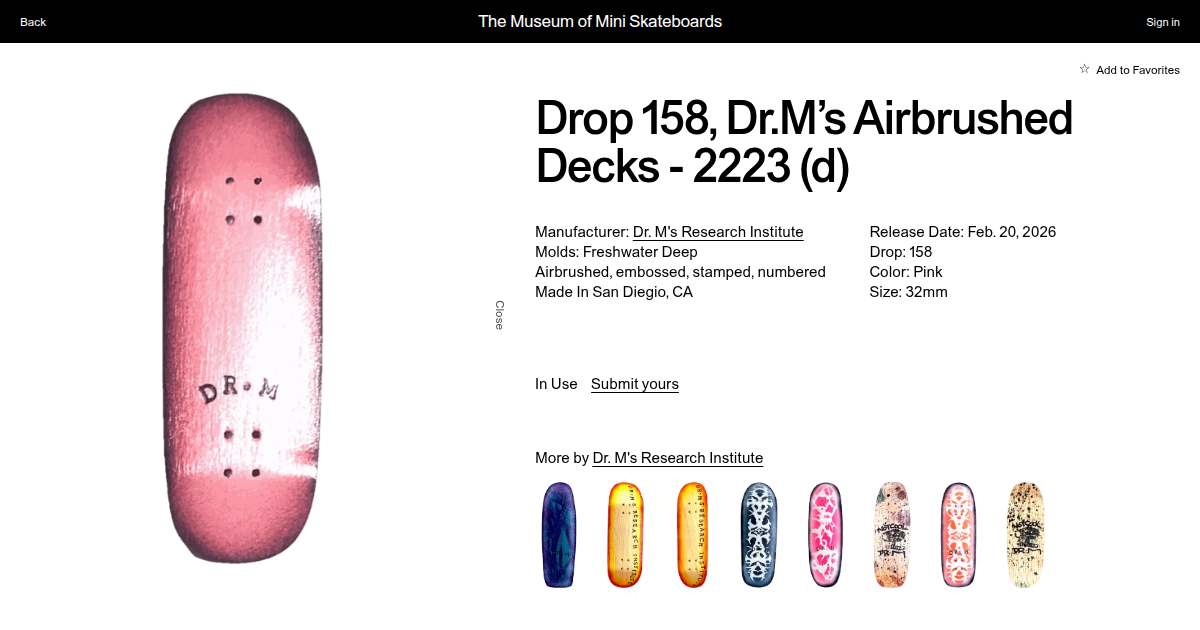 Back
The Museum of Mini Skateboards
Sign in
☆ Add to Favorites
Drop 158, Dr.M’s Airbrushed
Decks - 2223 (d)
Manufacturer: Dr. M's Research Institute
Molds: Freshwater Deep
Airbrushed, embossed, stamped, numbered
Made In San Diegio, CA
Release Date: Feb. 20, 2026
Drop: 158
Color: Pink
Size: 32mm
Close
DR•M
In Use Submit yours
More by Dr. M's Research Institute